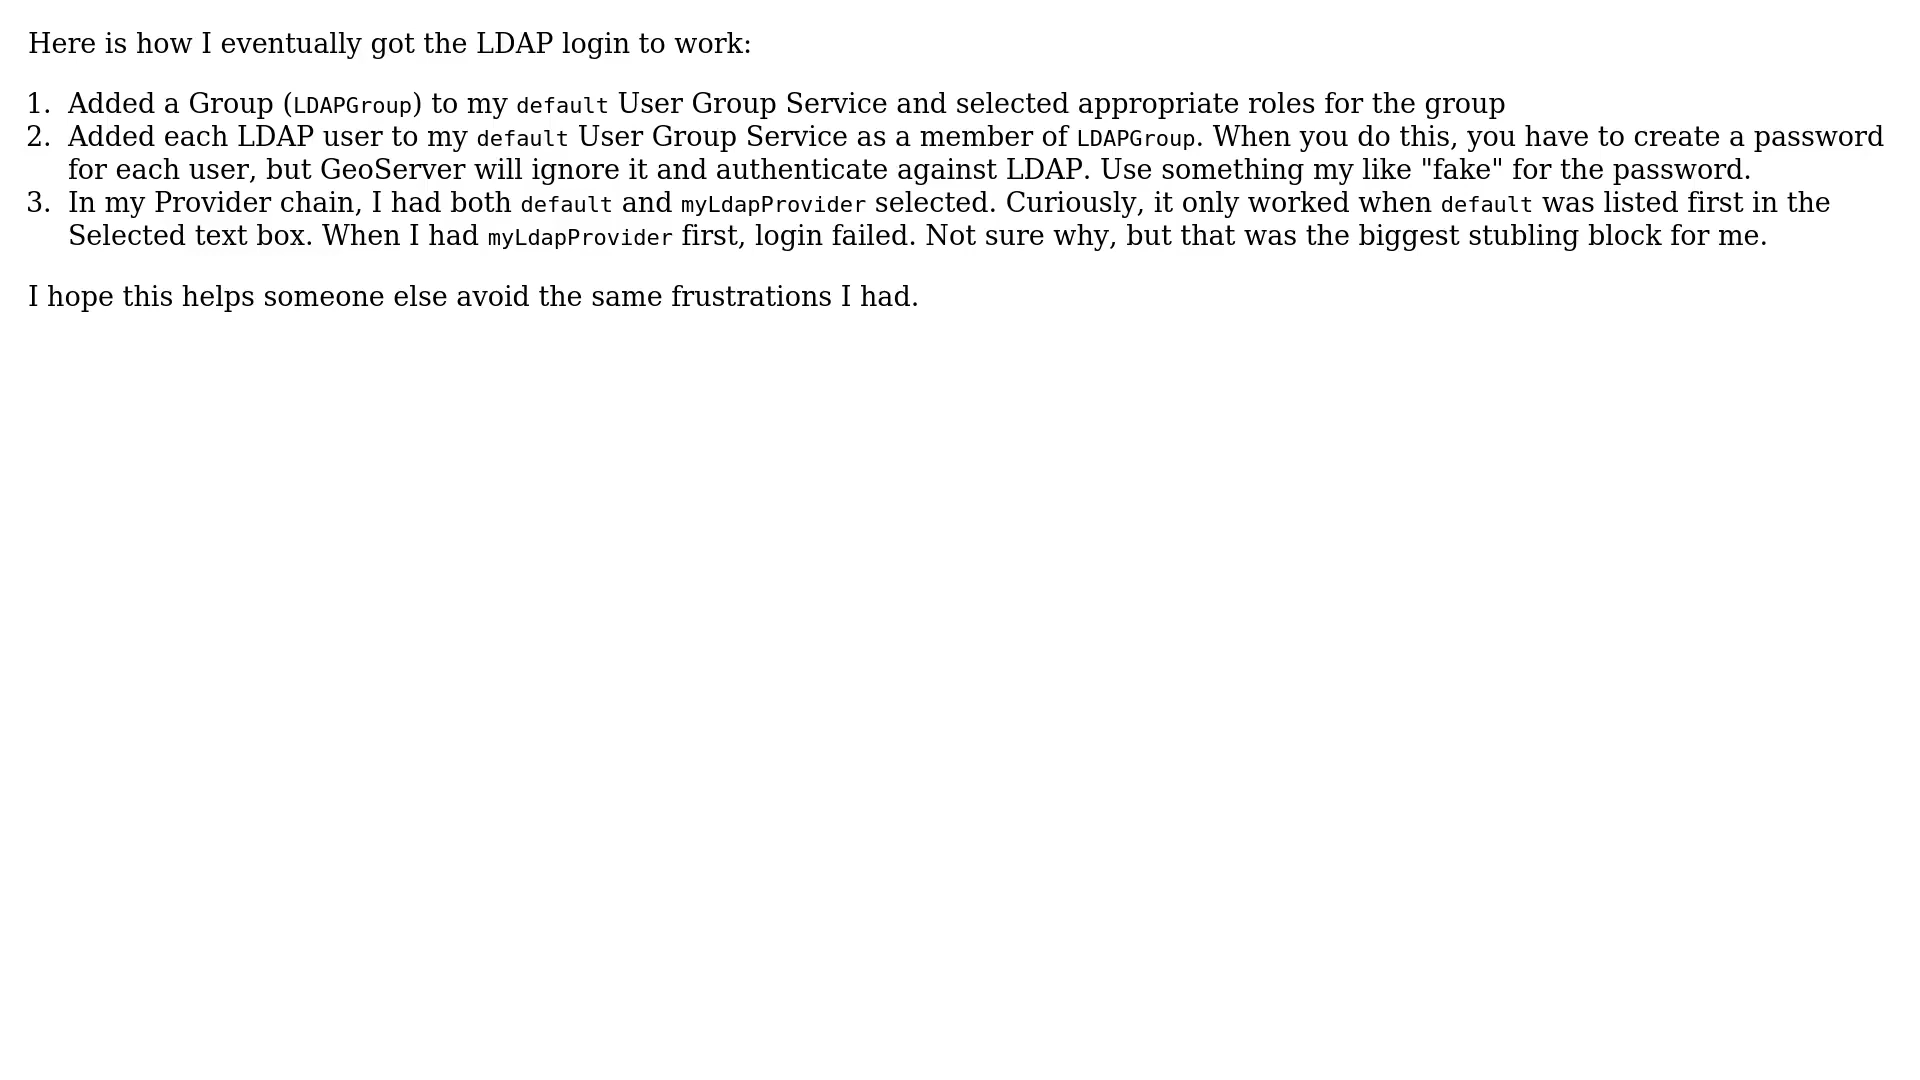 Here is how I eventually got the LDAP login to work:
1. Added a Group (LDAPGroup) to my default User Group Service and selected appropriate roles for the group
2. Added each LDAP user to my default User Group Service as a member of LDAPGroup. When you do this, you have to create a password
for each user, but GeoServer will ignore it and authenticate against LDAP. Use something my like "fake" for the password.
3. In my Provider chain, I had both default and myLdapProvider selected. Curiously, it only worked when default was listed first in the
Selected text box. When I had myLdapProvider first, login failed. Not sure why, but that was the biggest stubling block for me.
I hope this helps someone else avoid the same frustrations I had.